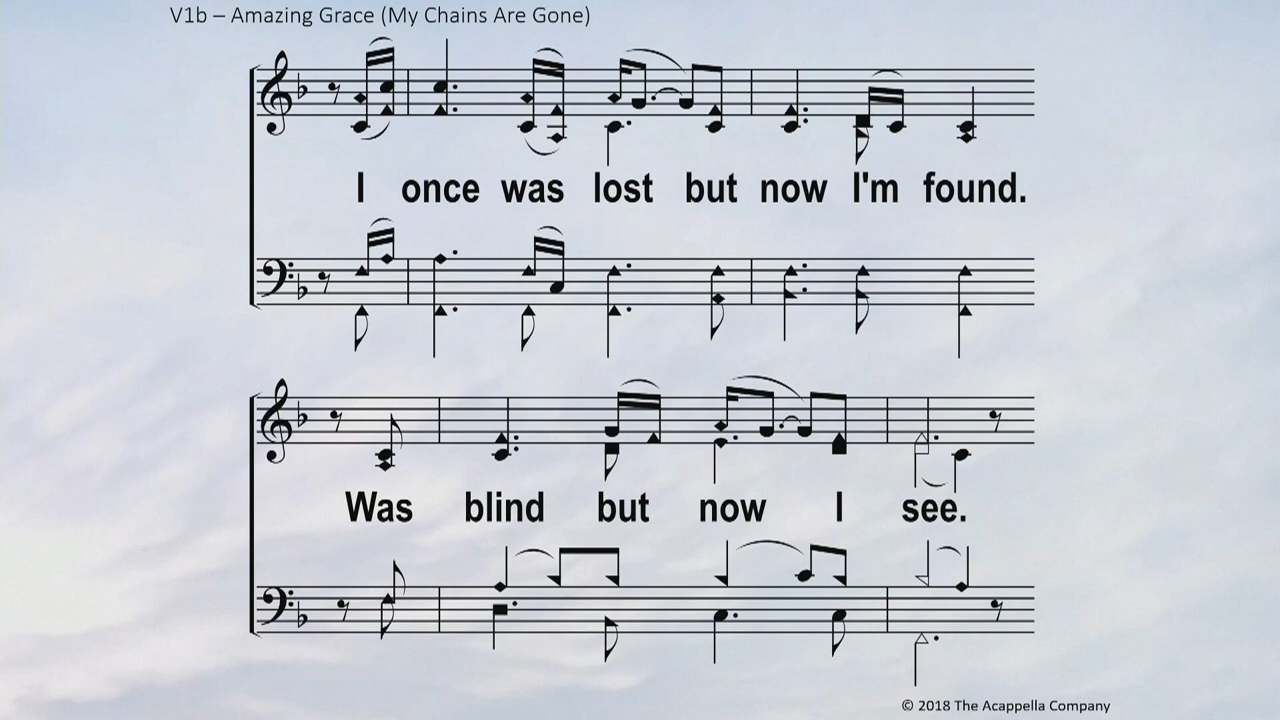 V1b – Amazing Grace (My Chains Are Gone)
I once was lost but now I'm found.
Was blind but now I see.
© 2018 The Acappella Company